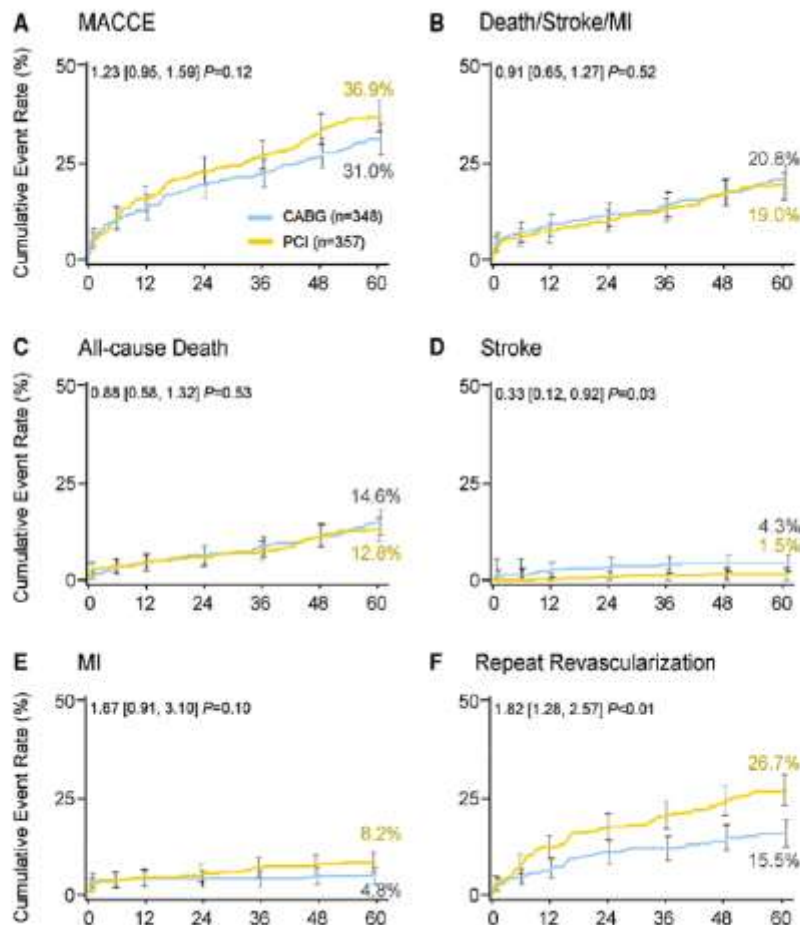 A MACCE
Cumulative Event Rate (%)
50
25
0
1.23 [0.95, 1.59] P=0.12
36.9%
31.0%
CABG (n=348)
PCI (n=357)
0 12 24 36 48 60
B Death/Stroke/MI
50
25
0
0.91 [0.65, 1.27] P=0.52
20.8%
19.0%
0 12 24 36 48 60
C All-cause Death
Cumulative Event Rate (%)
50
25
0
0.88 [0.58, 1.32] P=0.53
14.6%
12.8%
0 12 24 36 48 60
D Stroke
50
25
0
0.33 [0.12, 0.92] P=0.03
4.3%
1.5%
0 12 24 36 48 60
E MI
Cumulative Event Rate (%)
50
25
0
1.67 [0.91, 3.10] P=0.10
8.2%
4.8%
0 12 24 36 48 60
F Repeat Revascularization
50
25
0
1.82 [1.28, 2.57] P<0.01
26.7%
15.5%
0 12 24 36 48 60